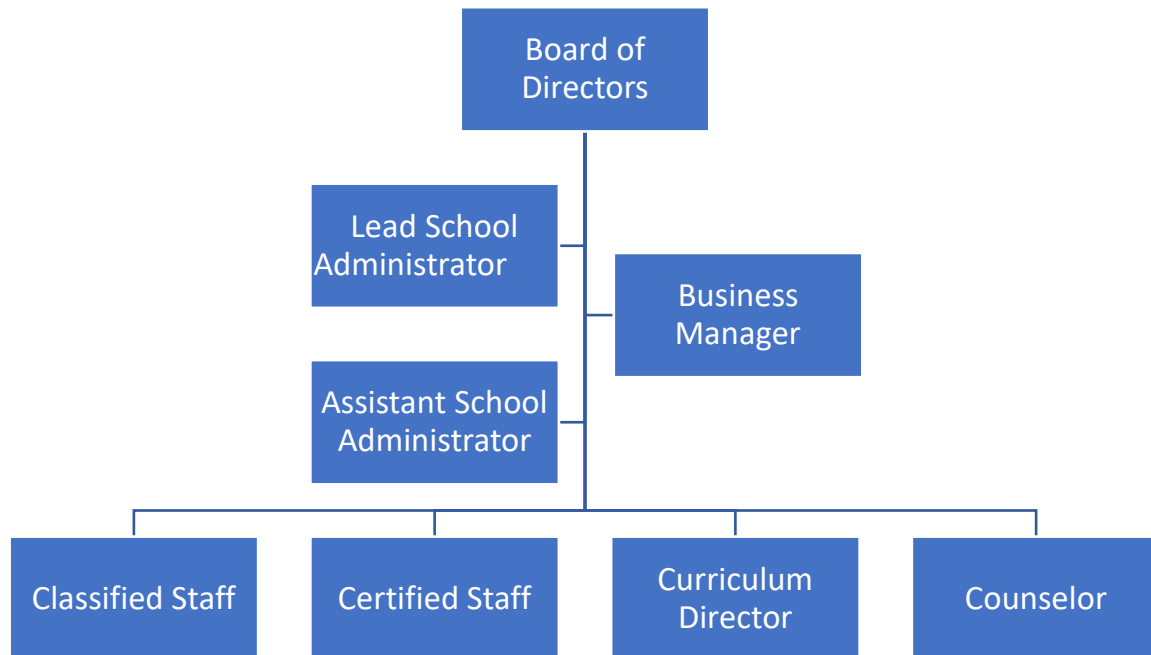 Board of
Directors
Lead School
Administrator
Business
Manager
Assistant School
Administrator
Classified Staff
Certified Staff
Curriculum
Director
Counselor